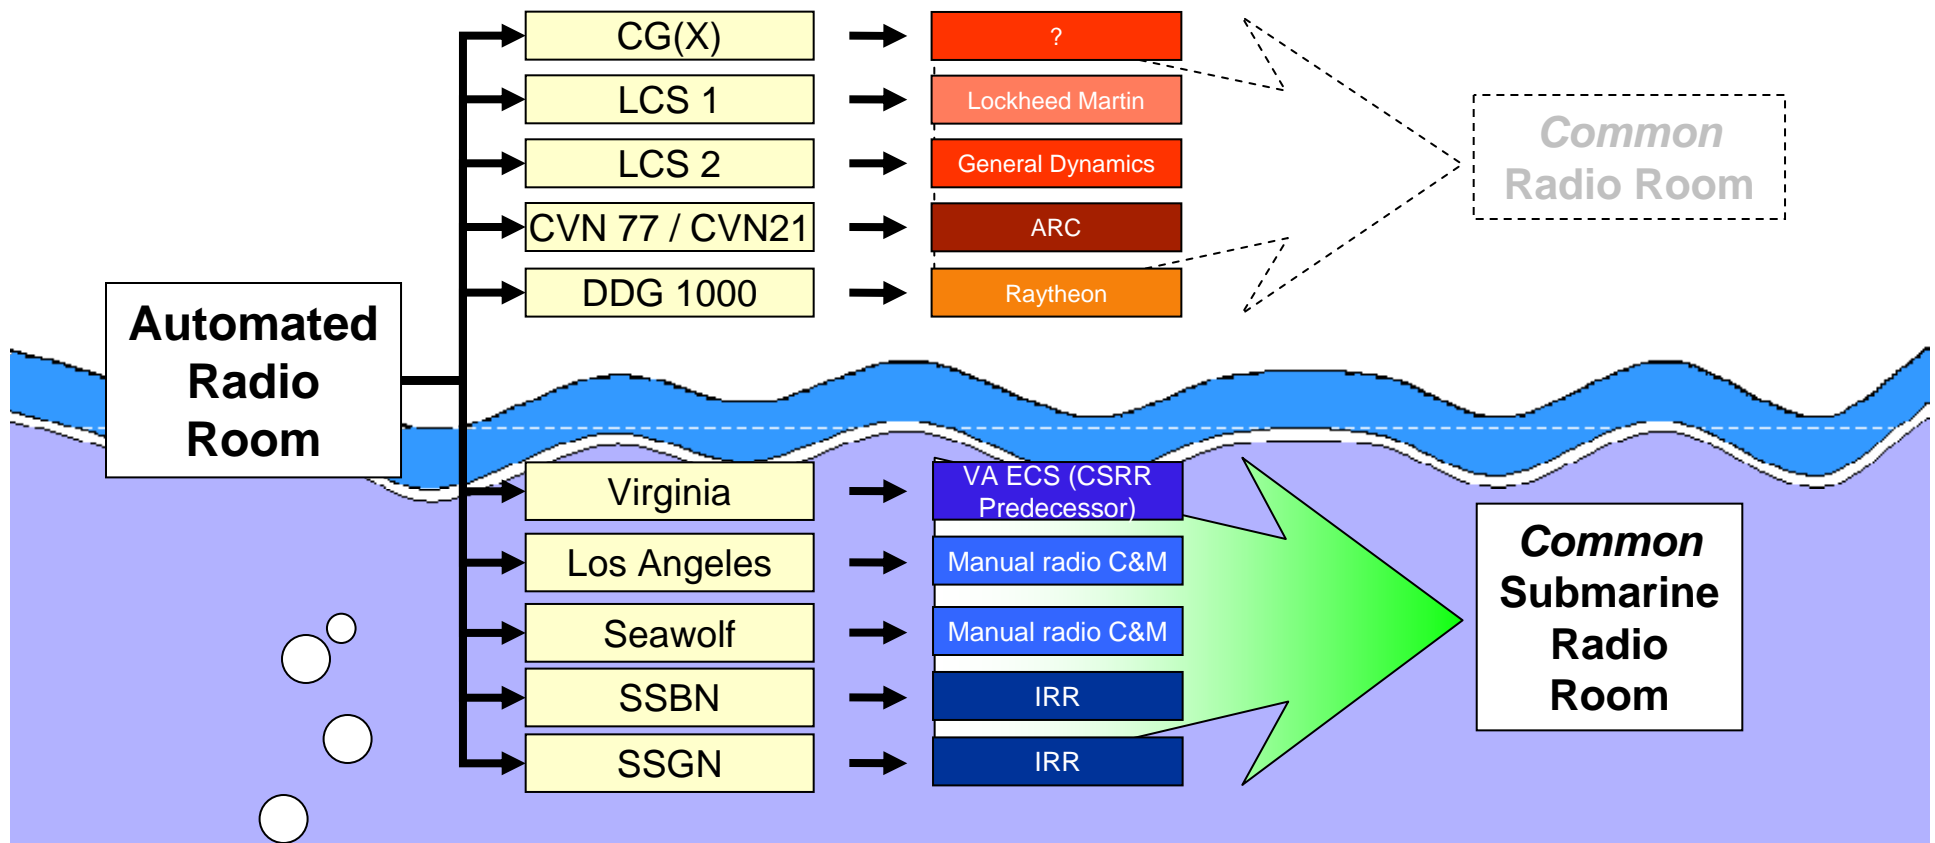 CG(X)
?
LCS 1
Lockheed Martin
LCS 2
General Dynamics
CVN 77 / CVN21
ARC
DDG 1000
Raytheon
Common
Radio Room
Automated
Radio
Room
Virginia
VA ECS (CSRR
Predecessor)
Los Angeles
Manual radio C&M
Seawolf
Manual radio C&M
SSBN
IRR
SSGN
IRR
Common
Submarine
Radio
Room